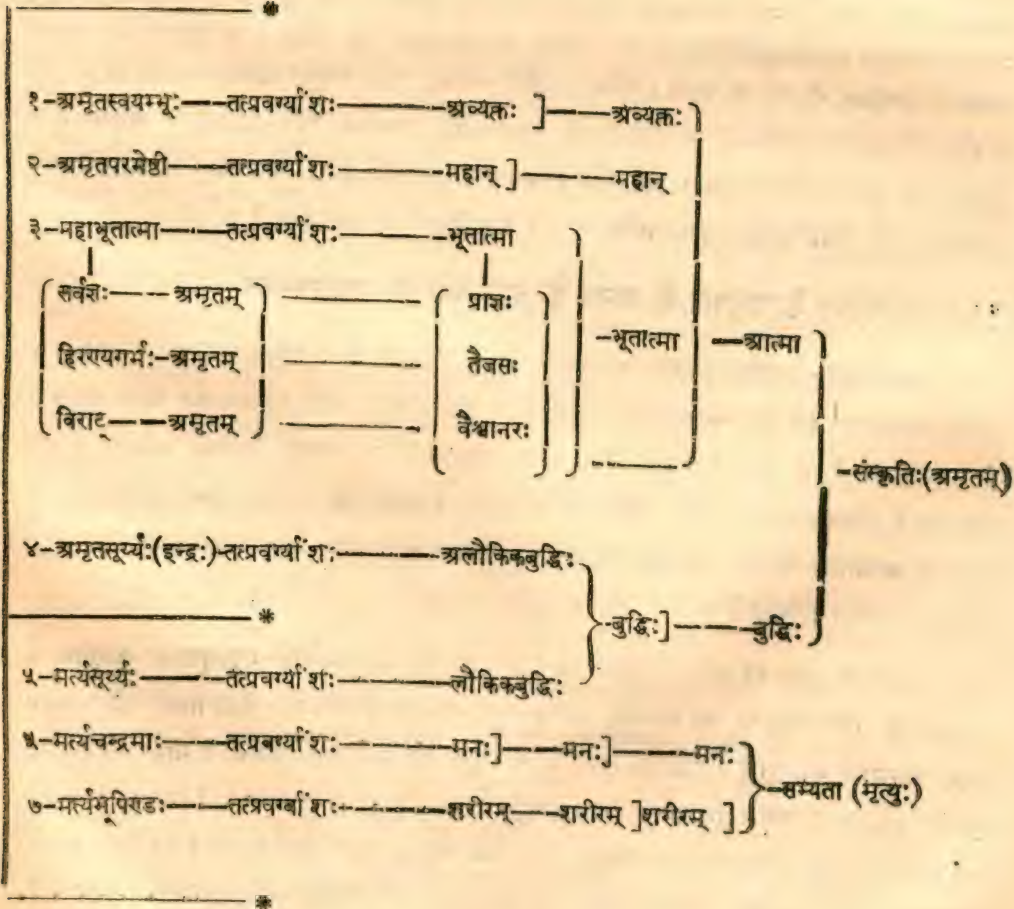 १-अमृतस्वयम्भूः——तत्प्रवर्ग्यां शः———अव्यक्तः ]——अव्यक्तः
२-अमृतपरमेष्ठी——तत्प्रवर्ग्यां शः———महान् ]———महान्
३-महाभूतात्मा——तत्प्रवर्ग्यां शः———भूतात्मा
सर्वज्ञः——अमृतम् ———— प्राज्ञः
-भूतात्मा ——आत्मा
हिरण्यगर्भः-अमृतम् ———— तैजसः
विराट्——अमृतम् ———— वैश्वानरः
-संस्कृतिः(अमृतम्)
४-अमृतसूर्य्यः(इन्द्रः)-तत्प्रवर्ग्यां शः———अलौकिकबुद्धिः
——— *
-बुद्धिः]———बुद्धिः
५-मर्त्यसूर्य्यः———तत्प्रवर्ग्यां शः———लौकिकबुद्धिः
५-मर्त्यचन्द्रमाः———तत्प्रवर्ग्यां शः———मनः]——मनः]——मनः
-सभ्यता (मृत्युः)
७-मर्त्यभूपिण्डः——तत्प्रवर्ग्यां शः———शरीरम्——शरीरम् ]शरीरम् ]
——— *